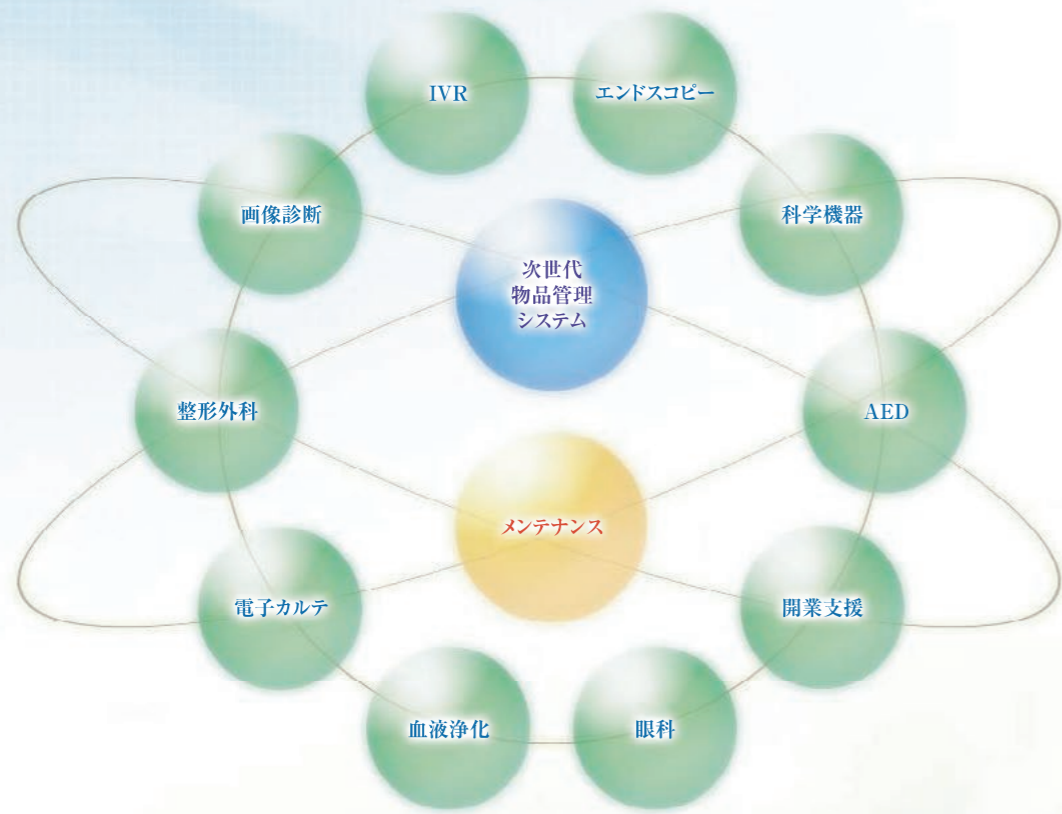 IVR
エンドスコピー
画像診断
科学機器
次世代
物品管理
システム
整形外科
AED
メンテナンス
電子カルテ
開業支援
血液浄化
眼科